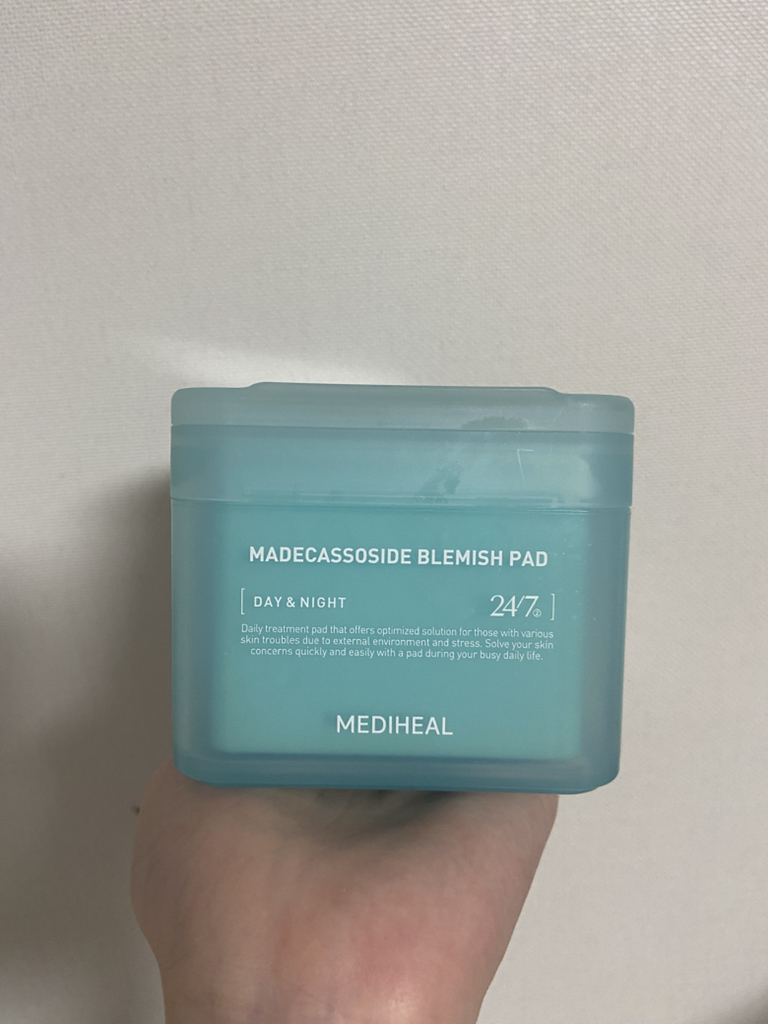 MADECASSOSIDE BLEMISH PAD
[ DAY & NIGHT 24/7 ]
Daily treatment pad that offers optimized solution for those with various
skin troubles due to external environment and stress. Solve your skin
concerns quickly and easily with a pad during your busy daily life.
MEDIHEAL